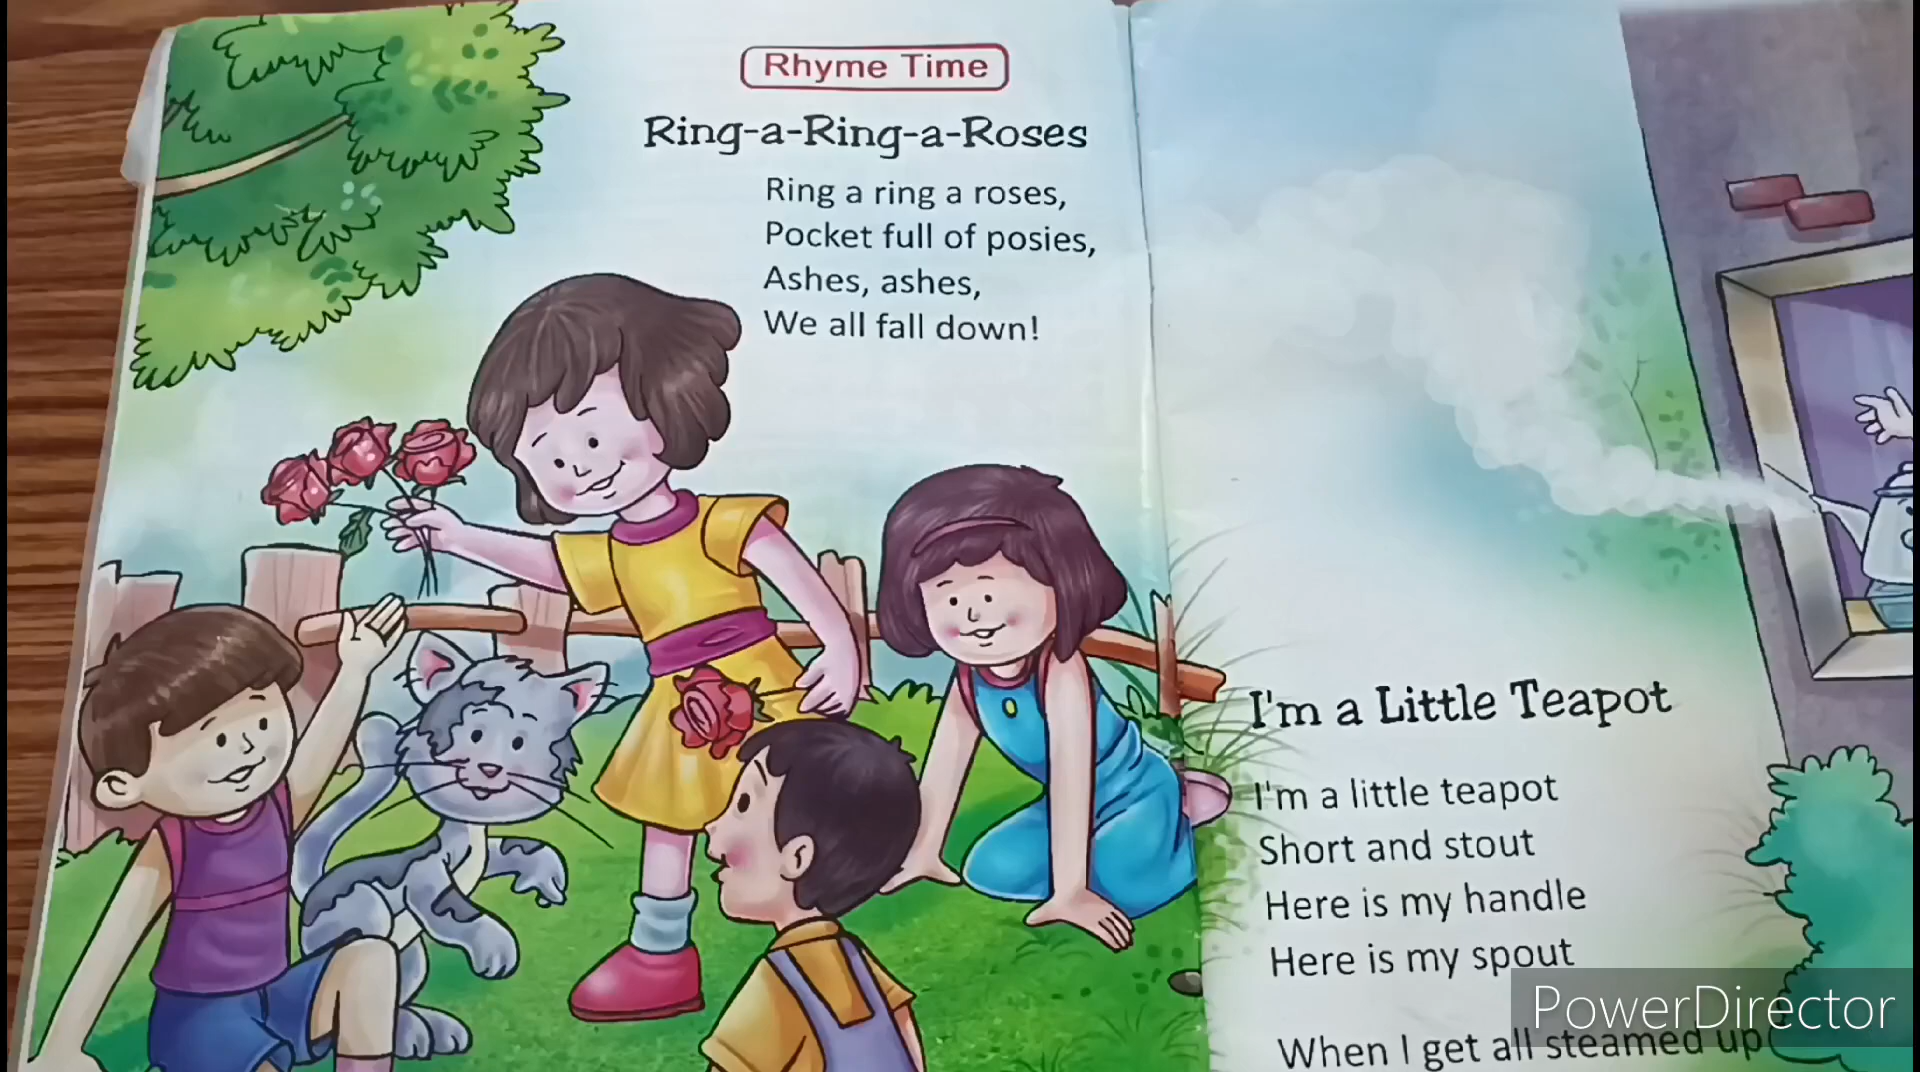 Rhyme Time
Ring-a-Ring-a-Roses
Ring a ring a roses,
Pocket full of posies,
Ashes, ashes,
We all fall down!
I'm a Little Teapot
I'm a little teapot
Short and stout
Here is my handle
Here is my spout
When I get all steamed up
PowerDirector